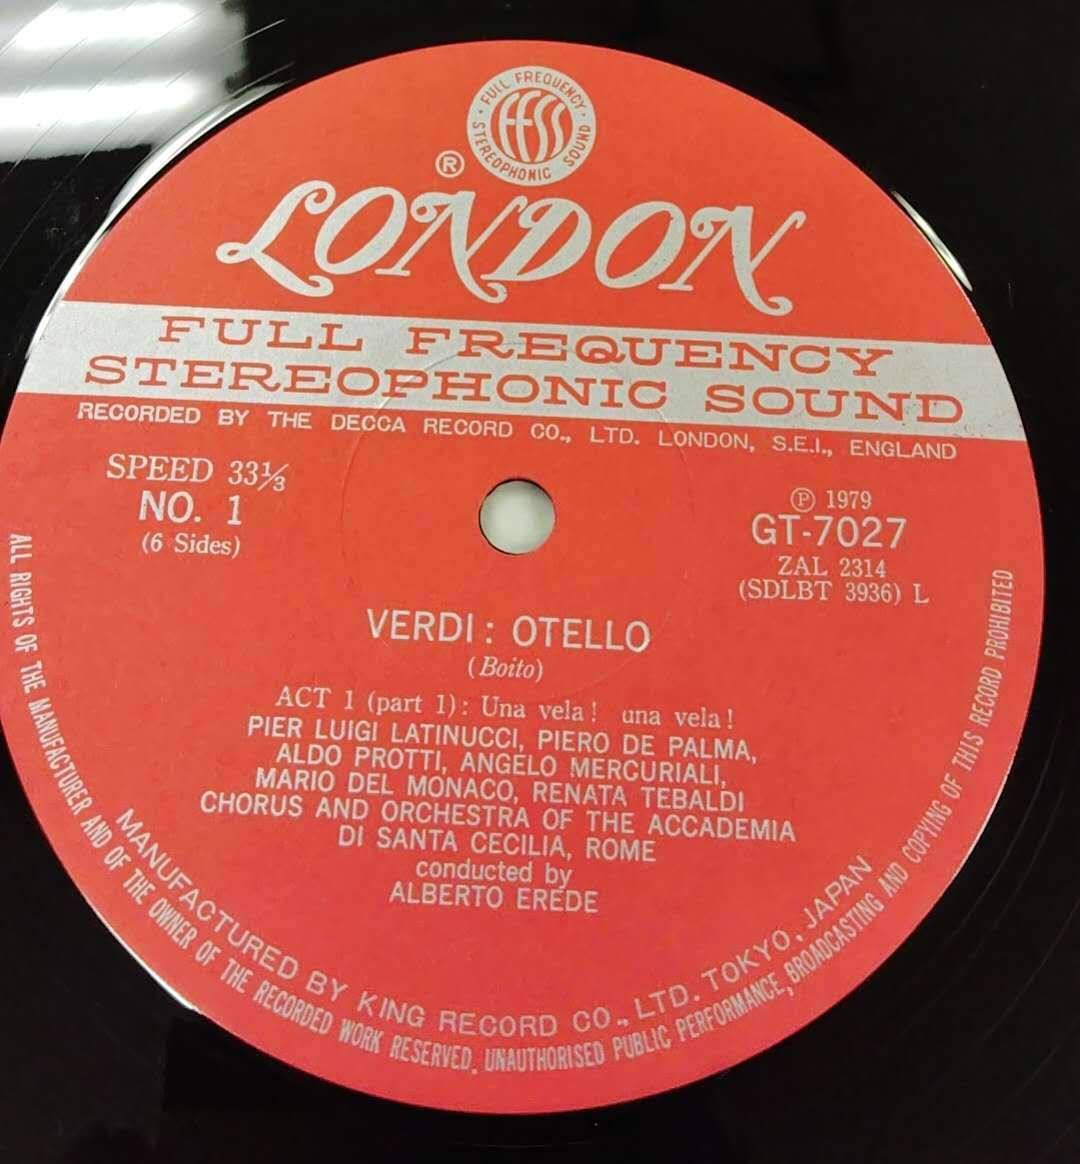 FULL FREQUENCY
STEREOPHONIC SOUND
FFSS
®
LONDON
FULL FREQUENCY
STEREOPHONIC SOUND
RECORDED BY THE DECCA RECORD CO., LTD. LONDON, S.E.I., ENGLAND
SPEED 33⅓
NO. 1
(6 Sides)
Ⓟ 1979
GT-7027
ZAL 2314
(SDLBT 3936) L
VERDI : OTELLO
(Boito)
ACT 1 (part 1) : Una vela! una vela!
PIER LUIGI LATINUCCI, PIERO DE PALMA,
ALDO PROTTI, ANGELO MERCURIALI,
MARIO DEL MONACO, RENATA TEBALDI
CHORUS AND ORCHESTRA OF THE ACCADEMIA
DI SANTA CECILIA, ROME
conducted by
ALBERTO EREDE
MANUFACTURED BY KING RECORD CO., LTD. TOKYO, JAPAN
ALL RIGHTS OF THE MANUFACTURER AND OF THE OWNER OF THE RECORDED WORK RESERVED. UNAUTHORISED PUBLIC PERFORMANCE, BROADCASTING AND COPYING OF THIS RECORD PROHIBITED